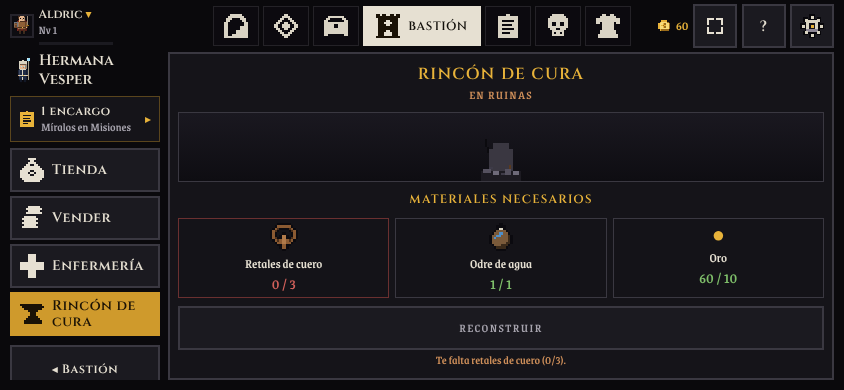 Aldric ▾
Nv 1
Bastión
60
?
Hermana
Vesper
1 encargo
Míralos en Misiones
▸
Tienda
Vender
Enfermería
Rincón de
cura
◂ Bastión
RINCÓN DE CURA
EN RUINAS
MATERIALES NECESARIOS
Retales de cuero
0 / 3
Odre de agua
1 / 1
Oro
60 / 10
RECONSTRUIR
Te falta retales de cuero (0/3).